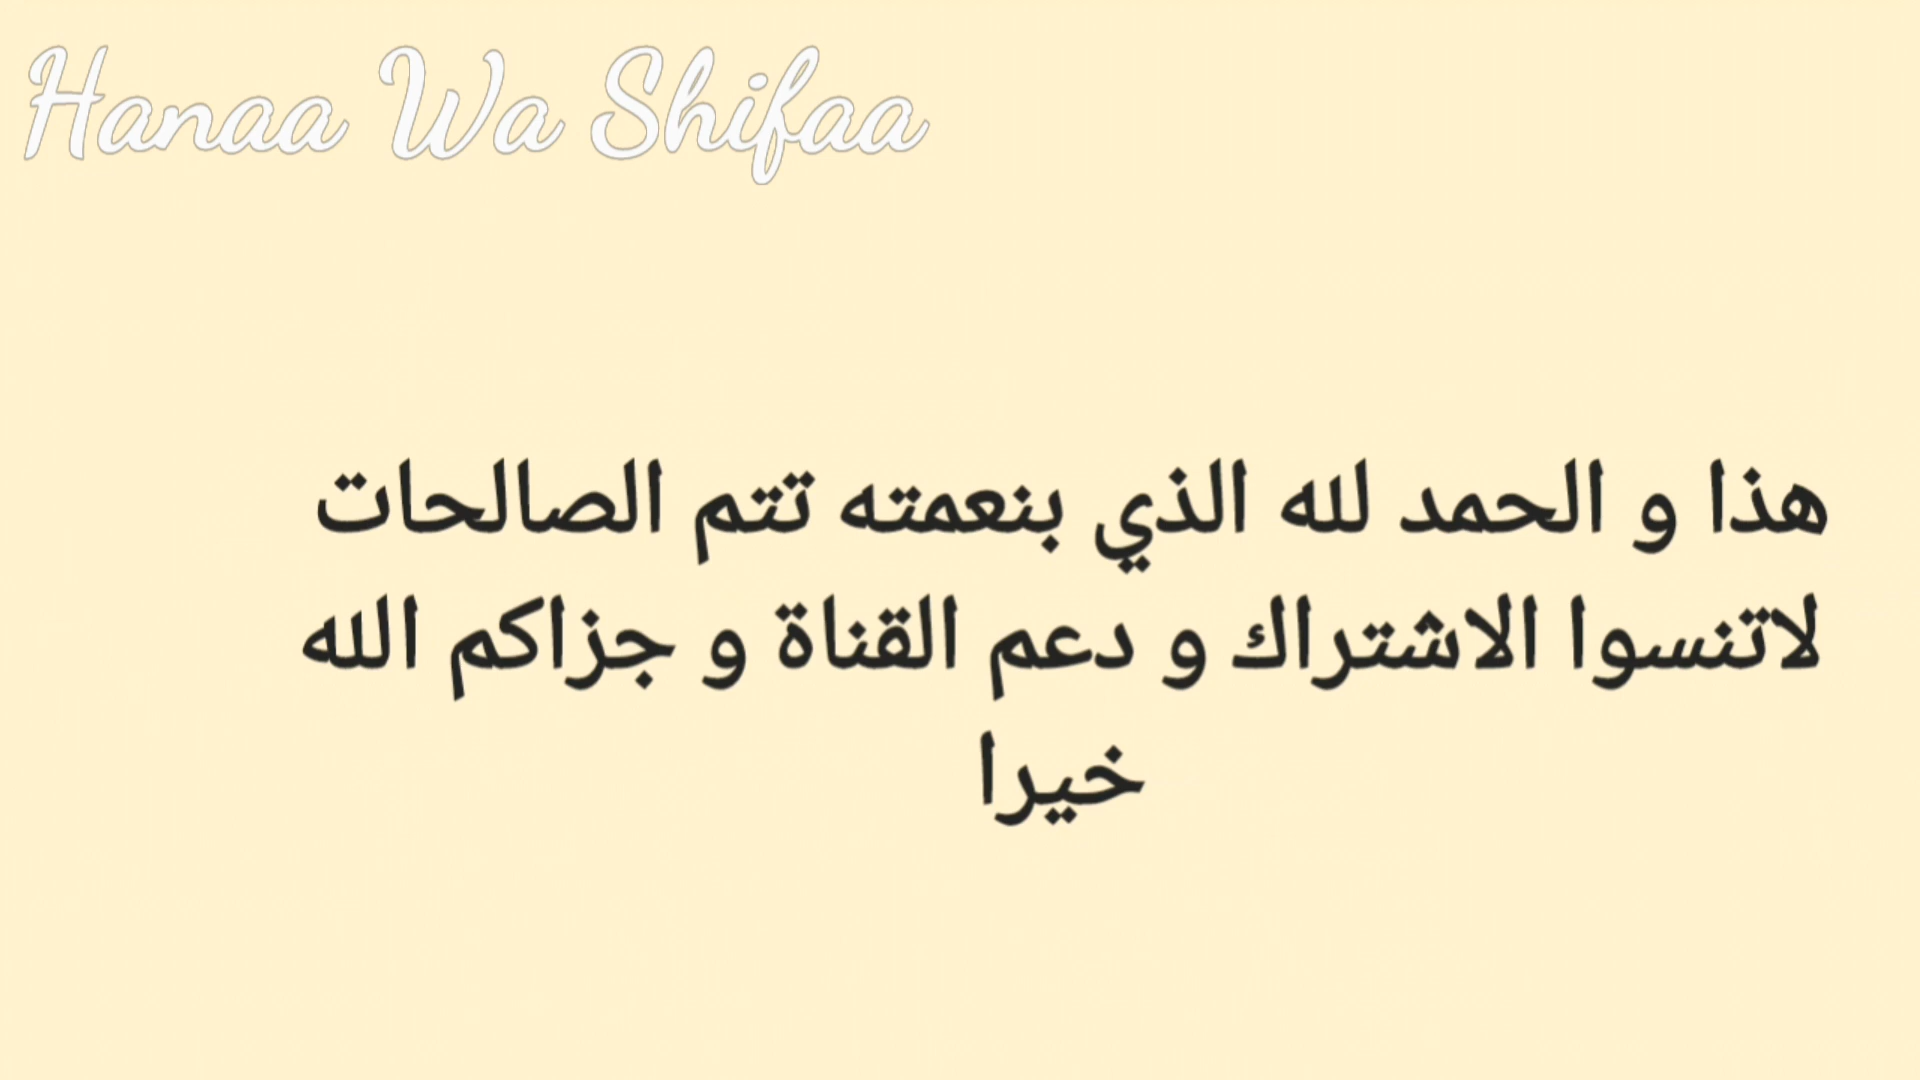 Hanaa Wa Shifaa
هذا و الحمد لله الذي بنعمته تتم الصالحات
لاتنسوا الاشتراك و دعم القناة و جزاكم الله
خيرا